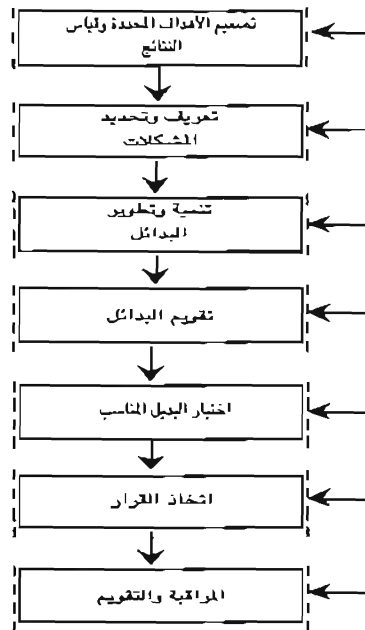 تصميم الأهداف المحددة وقياس
النتائج
تعريف وتحديد
المشكلات
تنمية وتطوير
البدائل
تقويم البدائل
اختيار البديل المناسب
اتخاذ القرار
المراقبة والتقويم